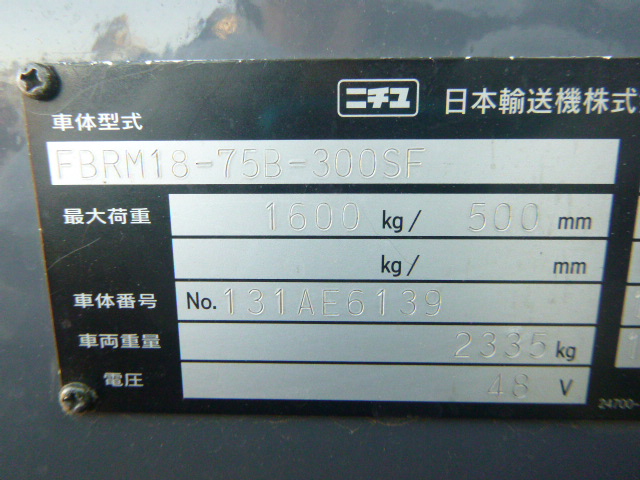 ニチユ 日本輸送機株式
車体型式
FBRM18-75B-300SF
最大荷重 1600 kg/ 500 mm
kg/ mm
車体番号 No. 131AE6139
車両重量 2335 kg
電圧 48 V
24700-